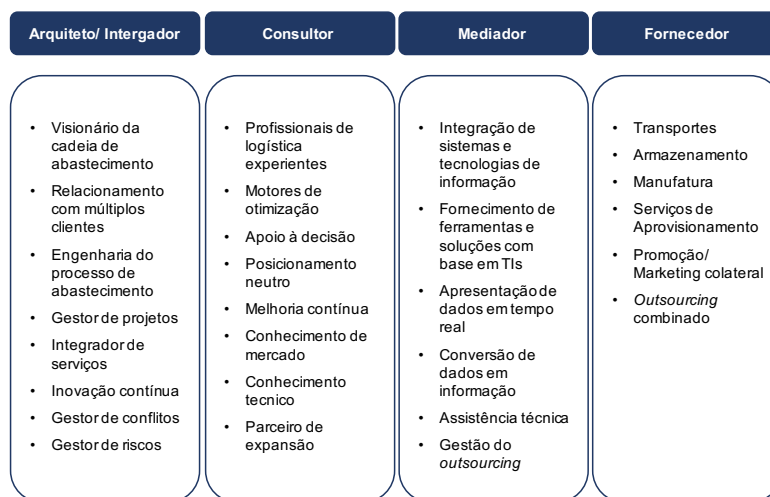 Arquiteto/ Intergador
• Visionário da
cadeia de
abastecimento
• Relacionamento
com múltiplos
clientes
• Engenharia do
processo de
abastecimento
• Gestor de projetos
• Integrador de
serviços
• Inovação contínua
• Gestor de conflitos
• Gestor de riscos
Consultor
• Profissionais de
logística
experientes
• Motores de
otimização
• Apoio à decisão
• Posicionamento
neutro
• Melhoria contínua
• Conhecimento de
mercado
• Conhecimento
tecnico
• Parceiro de
expansão
Mediador
• Integração de
sistemas e
tecnologias de
informação
• Fornecimento de
ferramentas e
soluções com
base em TIs
• Apresentação de
dados em tempo
real
• Conversão de
dados em
informação
• Assistência técnica
• Gestão do
outsourcing
Fornecedor
• Transportes
• Armazenamento
• Manufatura
• Serviços de
Aprovisionamento
• Promoção/
Marketing colateral
• Outsourcing
combinado